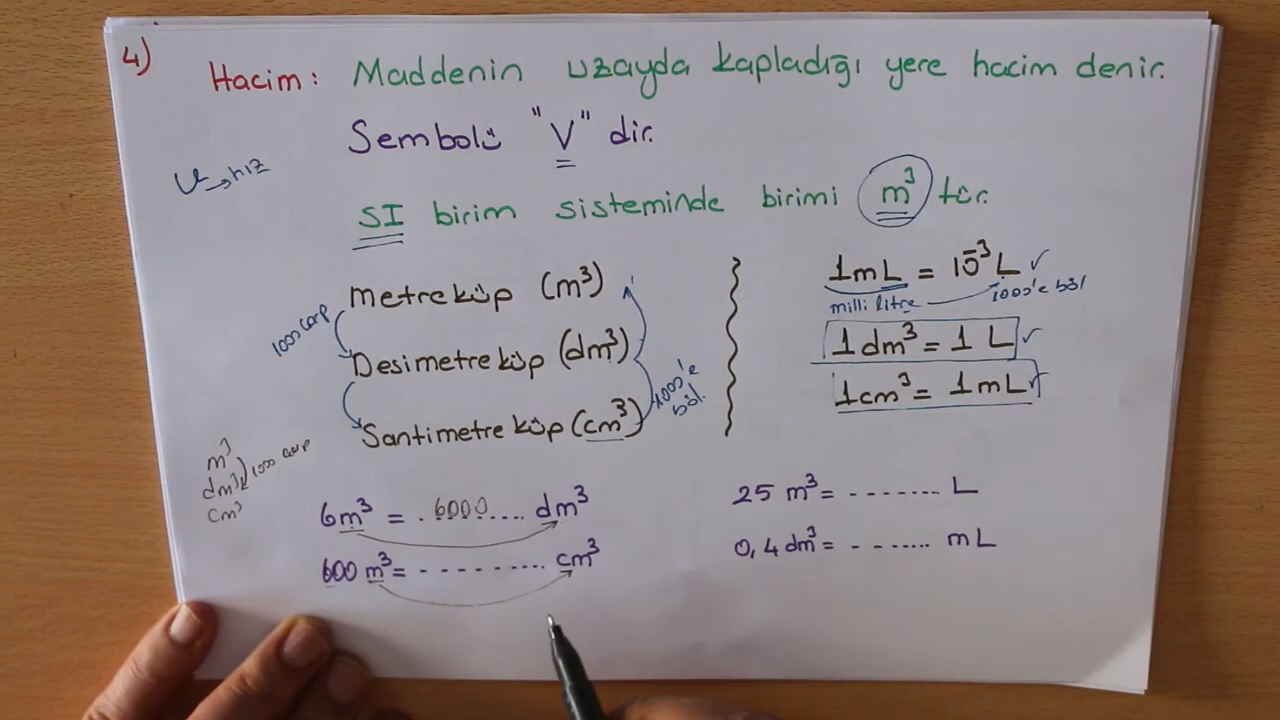 4)
Hacim: Maddenin uzayda kapladığı yere hacim denir.
Sembolü "V" dir.
v → hız
SI birim sisteminde birimi m³ tür.
Metreküp (m³)
1000 çarp
Desimetreküp (dm³)
Santimetreküp (cm³)
1000'e böl.
1mL = 10⁻³ L ✓
milli litre 1000'e böl
1 dm³ = 1 L ✓
1cm³ = 1mL ✓
m³
dm³
cm³
1000 çarp
6m³ = .6000.... dm³
600 m³ = - - - - - - - - - cm³
25 m³ = - - - - - - - L
0,4 dm³ = - - - - - - mL